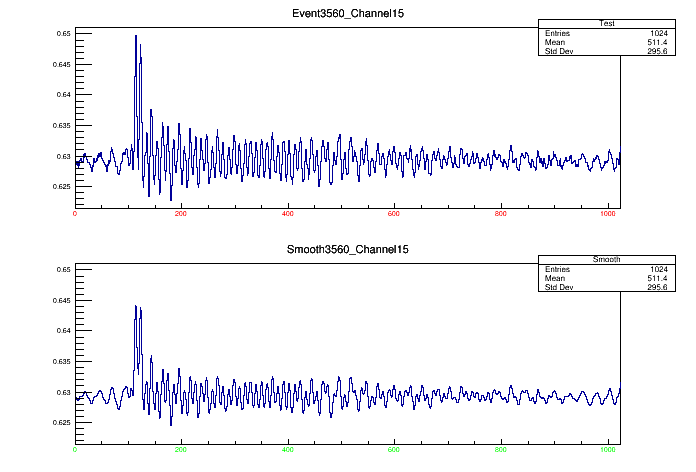 Event3560_Channel15
Test
Entries 1024
Mean 511.4
Std Dev 295.6
0.65
0.645
0.64
0.635
0.63
0.625
0 200 400 600 800 1000
Smooth3560_Channel15
Smooth
Entries 1024
Mean 511.4
Std Dev 295.6
0.65
0.645
0.64
0.635
0.63
0.625
0 200 400 600 800 1000